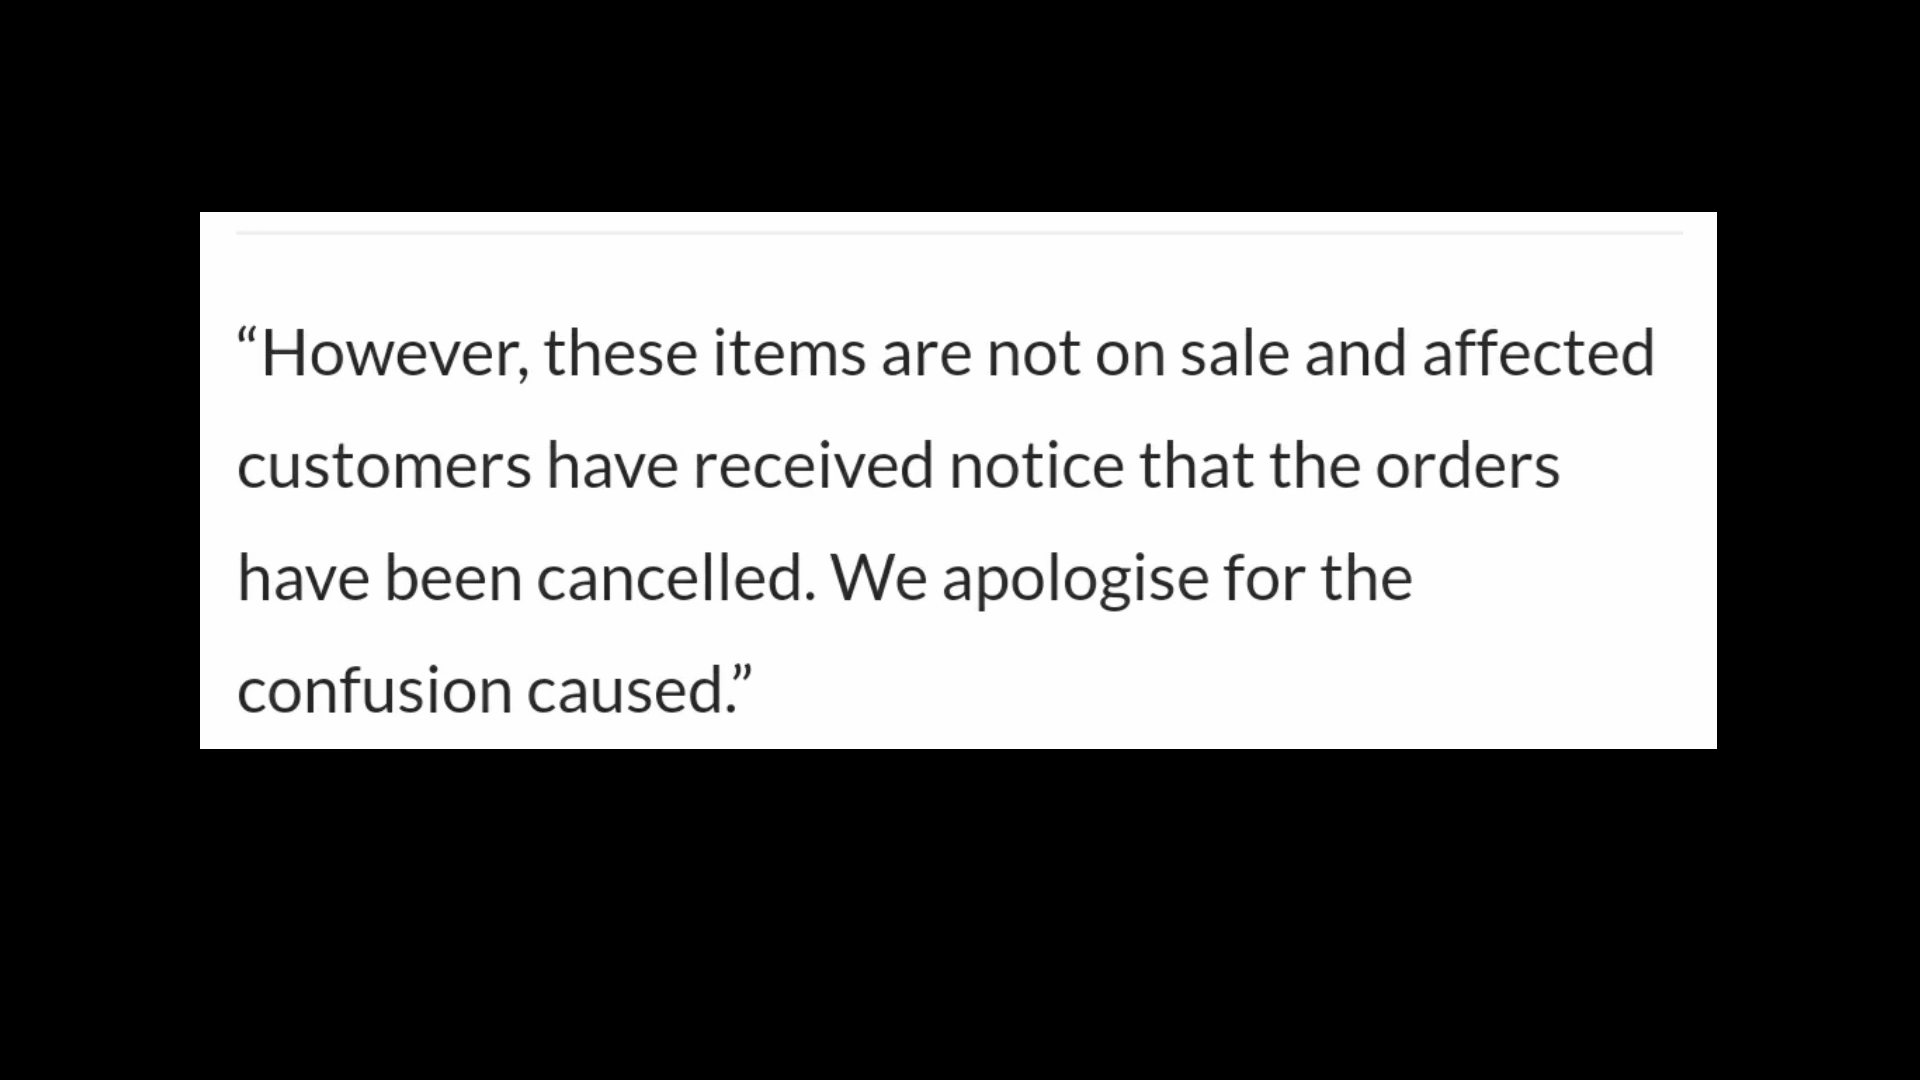 “However, these items are not on sale and affected
customers have received notice that the orders
have been cancelled. We apologise for the
confusion caused.”